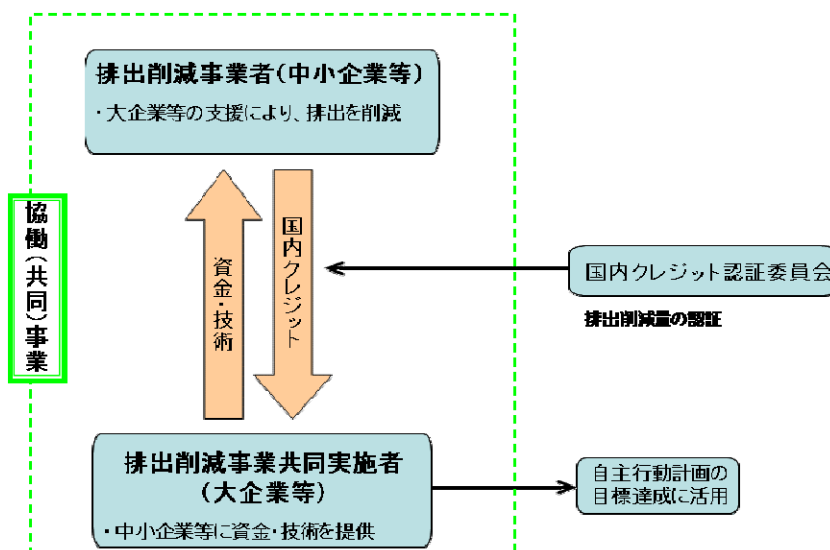 排出削減事業者(中小企業等)
・大企業等の支援により、排出を削減
協働(共同)事業
資金・技術
国内クレジット
国内クレジット認証委員会
排出削減量の認証
排出削減事業共同実施者
(大企業等)
・中小企業等に資金・技術を提供
自主行動計画の
目標達成に活用